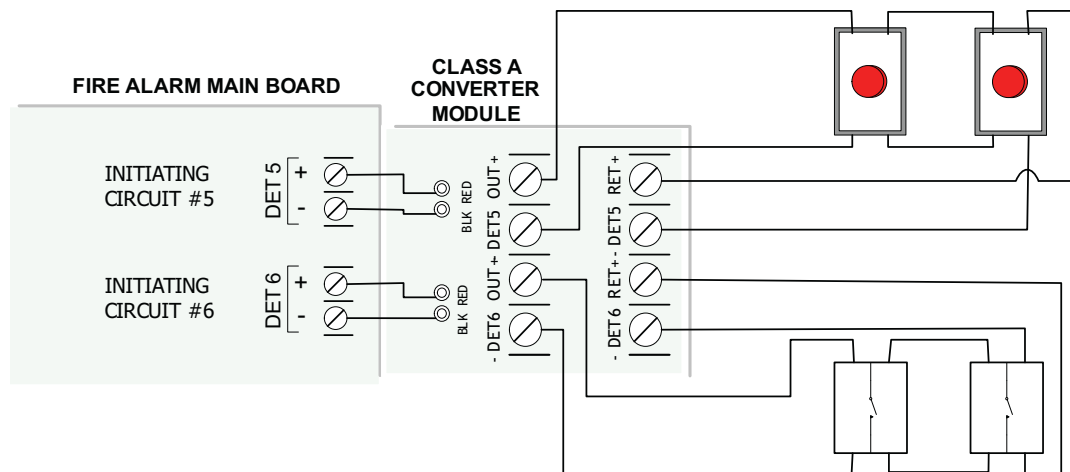 FIRE ALARM MAIN BOARD
CLASS A
CONVERTER
MODULE
INITIATING
CIRCUIT #5
DET 5
+
-
BLK RED
- DET5 OUT+
- DET5 RET+
INITIATING
CIRCUIT #6
DET 6
+
-
BLK RED
- DET6 OUT+
- DET6 RET+